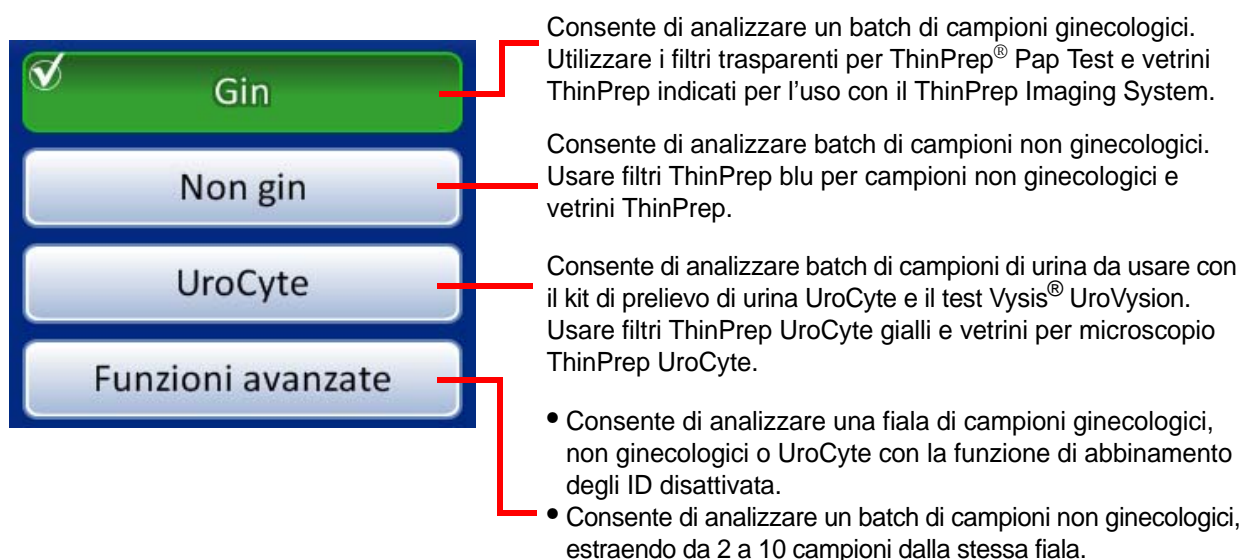 Gin
Consente di analizzare un batch di campioni ginecologici.
Utilizzare i filtri trasparenti per ThinPrep® Pap Test e vetrini
ThinPrep indicati per l'uso con il ThinPrep Imaging System.
Non gin
Consente di analizzare batch di campioni non ginecologici.
Usare filtri ThinPrep blu per campioni non ginecologici e
vetrini ThinPrep.
UroCyte
Consente di analizzare batch di campioni di urina da usare con
il kit di prelievo di urina UroCyte e il test Vysis® UroVysion.
Usare filtri ThinPrep UroCyte gialli e vetrini per microscopio
ThinPrep UroCyte.
Funzioni avanzate
• Consente di analizzare una fiala di campioni ginecologici,
non ginecologici o UroCyte con la funzione di abbinamento
degli ID disattivata.
• Consente di analizzare un batch di campioni non ginecologici,
estraendo da 2 a 10 campioni dalla stessa fiala.